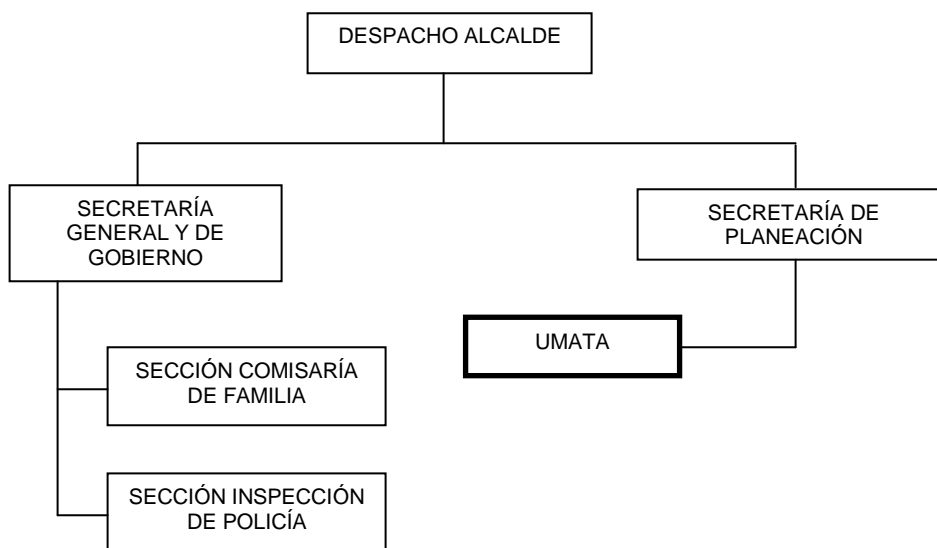 DESPACHO ALCALDE
SECRETARÍA
GENERAL Y DE
GOBIERNO
SECRETARÍA DE
PLANEACIÓN
UMATA
SECCIÓN COMISARÍA
DE FAMILIA
SECCIÓN INSPECCIÓN
DE POLICÍA